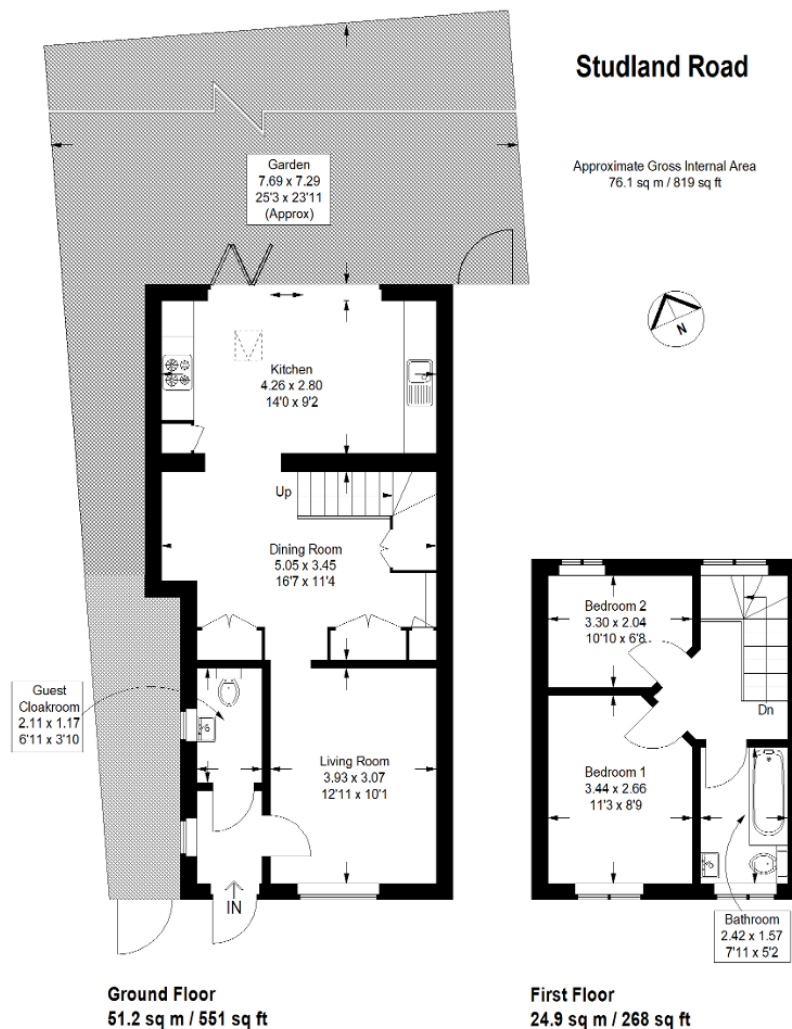 Studland Road
Approximate Gross Internal Area
76.1 sq m / 819 sq ft
Garden
7.69 x 7.29
25'3 x 23'11
(Approx)
N
Kitchen
4.26 x 2.80
14'0 x 9'2
Up
Dining Room
5.05 x 3.45
16'7 x 11'4
Guest
Cloakroom
2.11 x 1.17
6'11 x 3'10
Living Room
3.93 x 3.07
12'11 x 10'1
IN
Bedroom 2
3.30 x 2.04
10'10 x 6'8
Dn
Bedroom 1
3.44 x 2.66
11'3 x 8'9
Bathroom
2.42 x 1.57
7'11 x 5'2
Ground Floor
51.2 sq m / 551 sq ft
First Floor
24.9 sq m / 268 sq ft